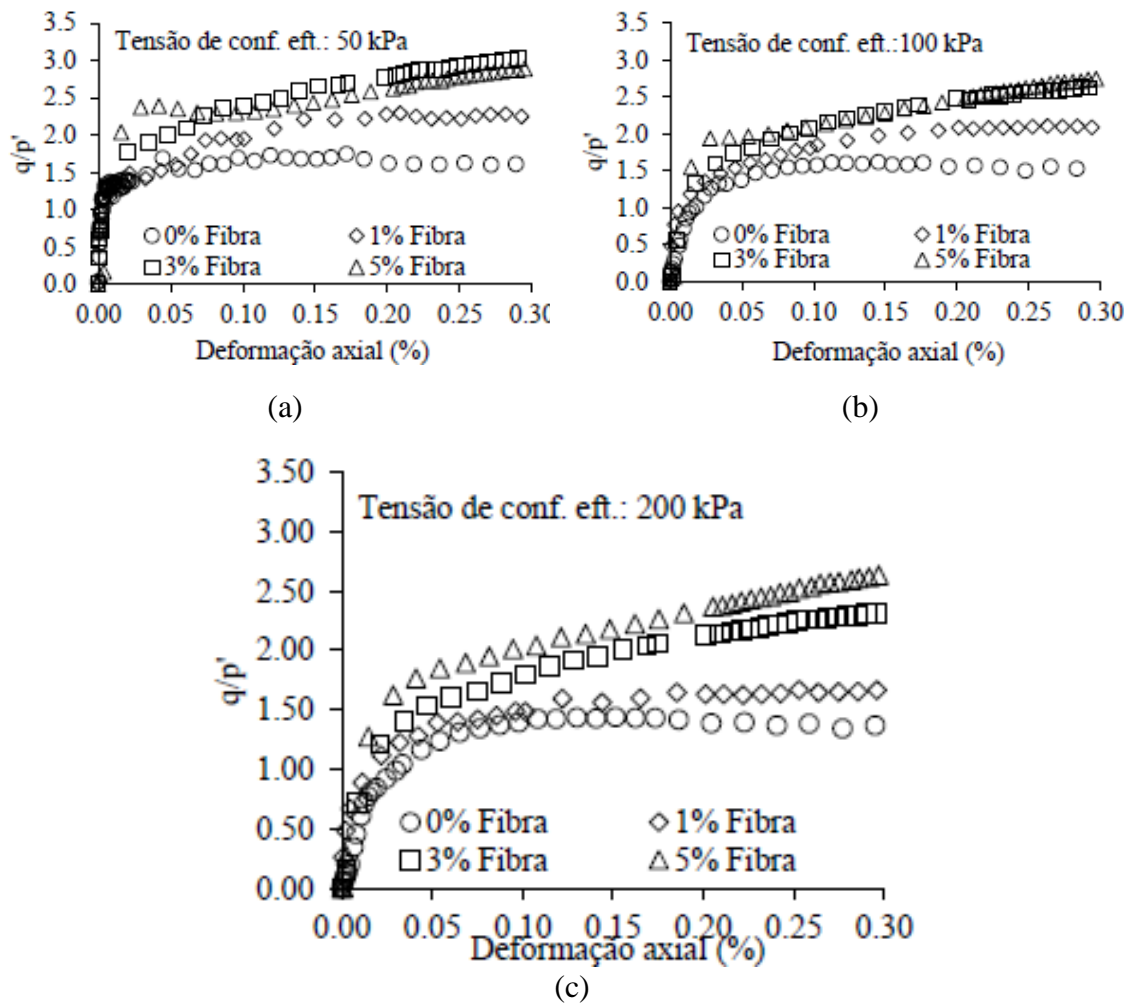 3.5
3.0
2.5
2.0
1.5
1.0
0.5
0.0
q/p'
Tensão de conf. eft.: 50 kPa
0% Fibra
1% Fibra
3% Fibra
5% Fibra
0.00 0.05 0.10 0.15 0.20 0.25 0.30
Deformação axial (%)
(a)
3.5
3.0
2.5
2.0
1.5
1.0
0.5
0.0
q/p'
Tensão de conf. eft.:100 kPa
0% Fibra
1% Fibra
3% Fibra
5% Fibra
0.00 0.05 0.10 0.15 0.20 0.25 0.30
Deformação axial (%)
(b)
3.50
3.00
2.50
2.00
1.50
1.00
0.50
0.00
q/p'
Tensão de conf. eft.: 200 kPa
0% Fibra
1% Fibra
3% Fibra
5% Fibra
0.00 0.05 0.10 0.15 0.20 0.25 0.30
Deformação axial (%)
(c)